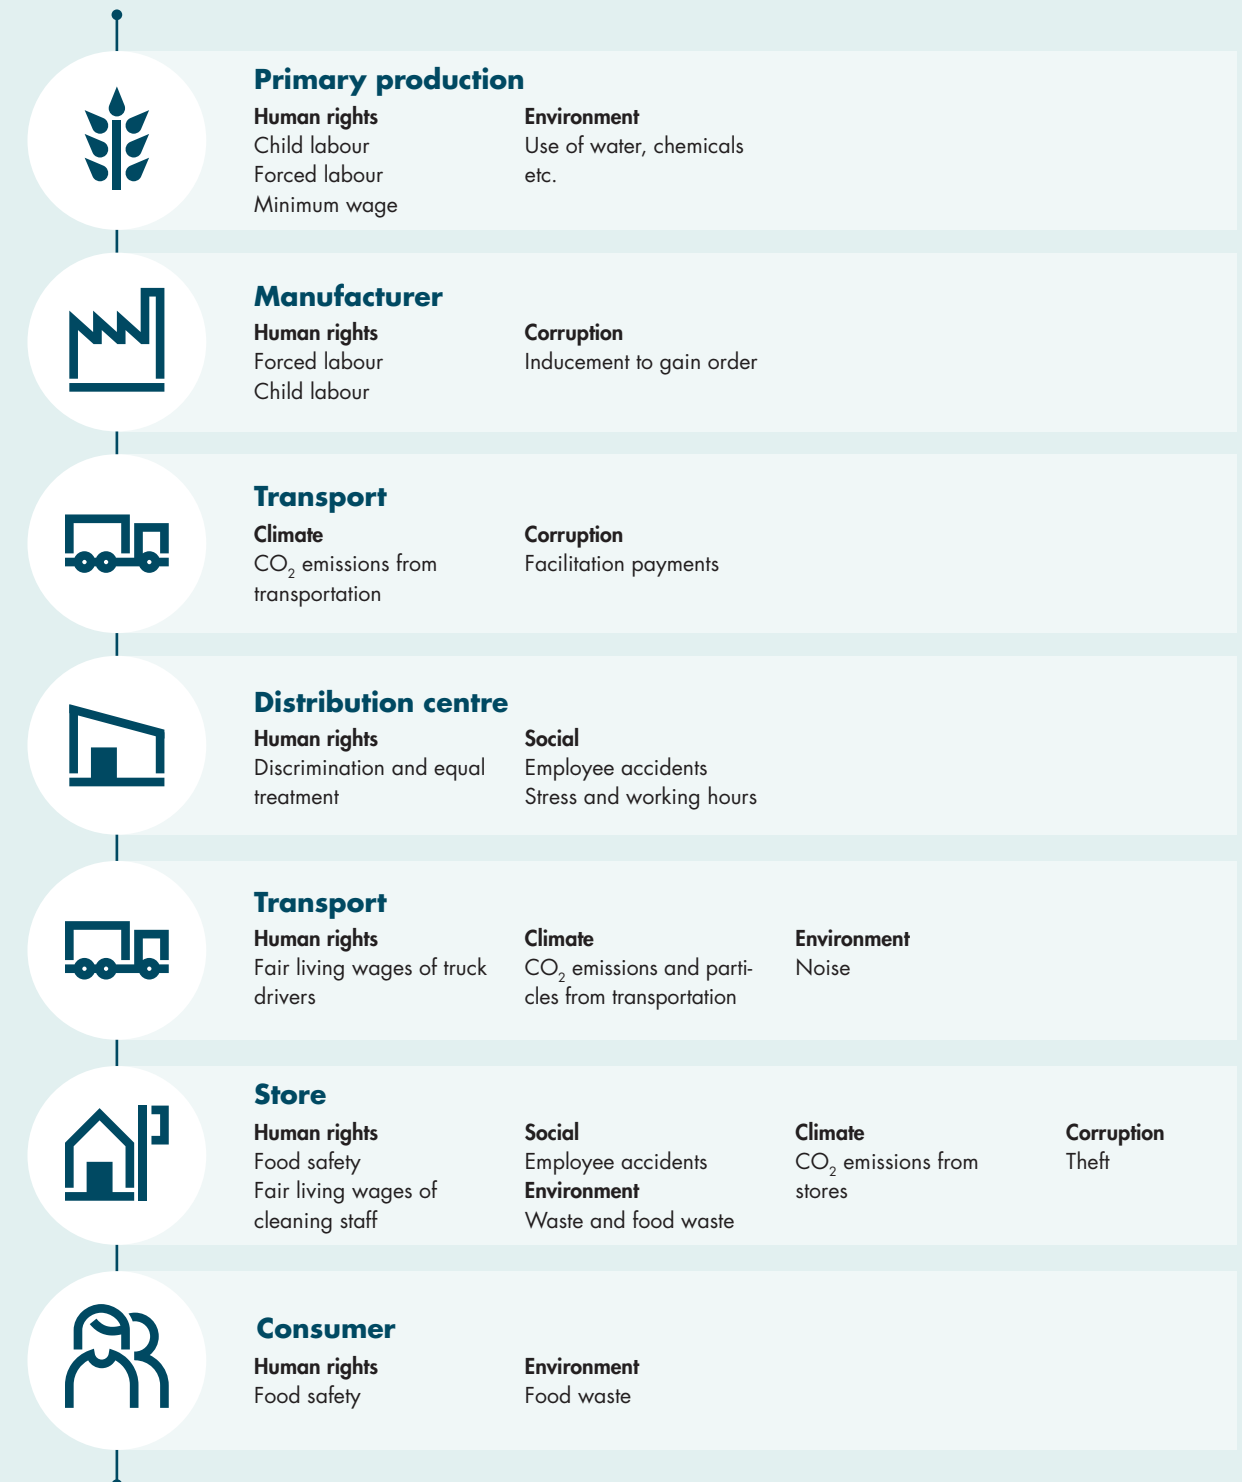 Primary production
Human rights
Child labour
Forced labour
Minimum wage
Environment
Use of water, chemicals
etc.
Manufacturer
Human rights
Forced labour
Child labour
Corruption
Inducement to gain order
Transport
Climate
CO₂ emissions from
transportation
Corruption
Facilitation payments
Distribution centre
Human rights
Discrimination and equal
treatment
Social
Employee accidents
Stress and working hours
Transport
Human rights
Fair living wages of truck
drivers
Climate
CO₂ emissions and parti-
cles from transportation
Environment
Noise
Store
Human rights
Food safety
Fair living wages of
cleaning staff
Social
Employee accidents
Environment
Waste and food waste
Climate
CO₂ emissions from
stores
Corruption
Theft
Consumer
Human rights
Food safety
Environment
Food waste